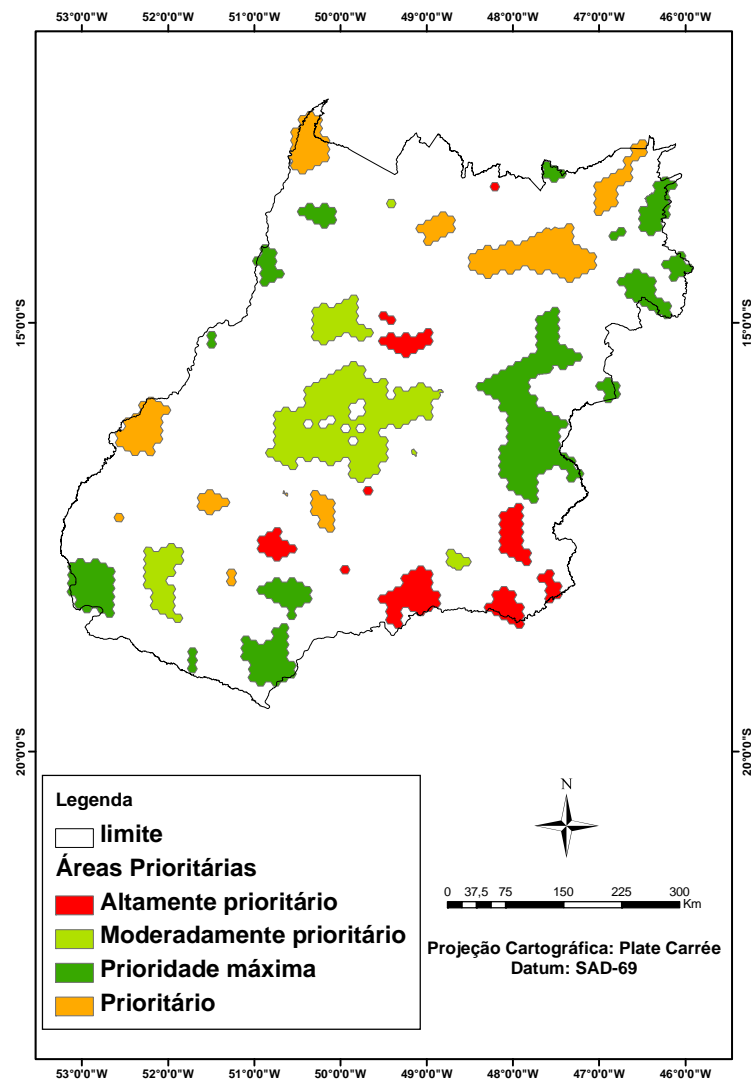 53°0'0"W 52°0'0"W 51°0'0"W 50°0'0"W 49°0'0"W 48°0'0"W 47°0'0"W 46°0'0"W
15°0'0"S 15°0'0"S
20°0'0"S 20°0'0"S
Legenda
limite
Áreas Prioritárias
Altamente prioritário
Moderadamente prioritário
Prioridade máxima
Prioritário
N
0 37,5 75 150 225 300
Km
Projeção Cartográfica: Plate Carrée
Datum: SAD-69
53°0'0"W 52°0'0"W 51°0'0"W 50°0'0"W 49°0'0"W 48°0'0"W 47°0'0"W 46°0'0"W